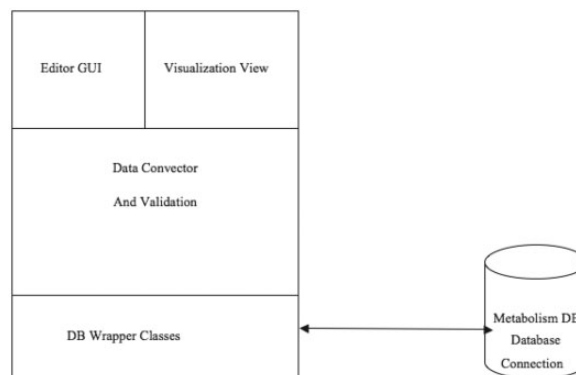 Editor GUI
Visualization View
Data Convector
And Validation
DB Wrapper Classes
Metabolism DB
Database
Connection